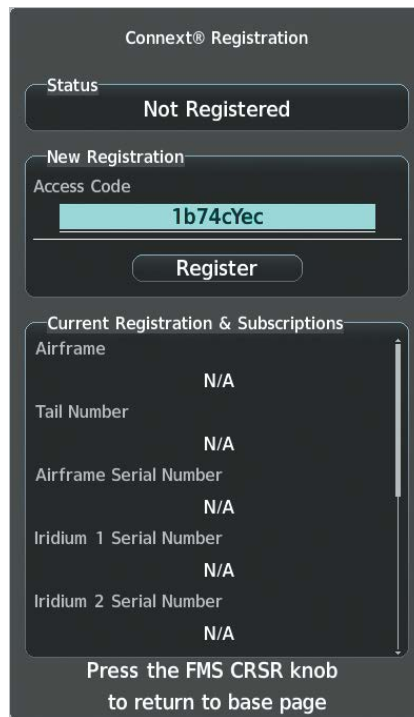 Connext® Registration
Status
Not Registered
New Registration
Access Code
1b74cYec
Register
Current Registration & Subscriptions
Airframe
N/A
Tail Number
N/A
Airframe Serial Number
N/A
Iridium 1 Serial Number
N/A
Iridium 2 Serial Number
N/A
Press the FMS CRSR knob
to return to base page